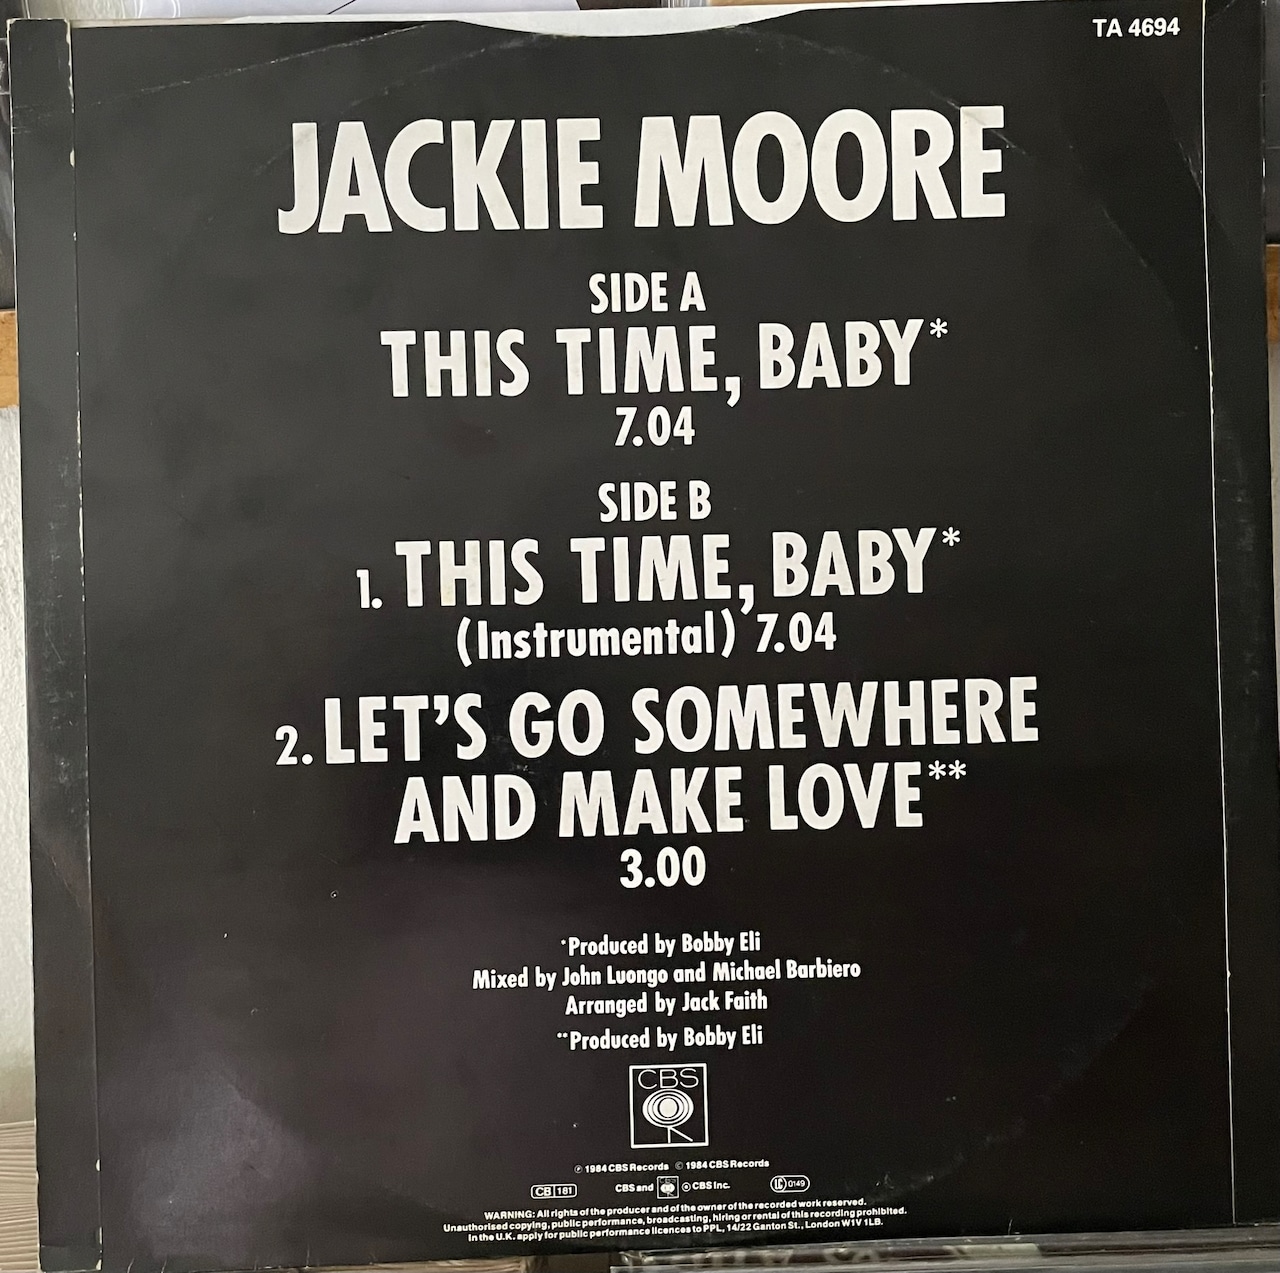 TA 4694
JACKIE MOORE
SIDE A
THIS TIME, BABY*
7.04
SIDE B
1. THIS TIME, BABY*
(Instrumental) 7.04
2. LET'S GO SOMEWHERE
AND MAKE LOVE**
3.00
*Produced by Bobby Eli
Mixed by John Luongo and Michael Barbiero
Arranged by Jack Faith
**Produced by Bobby Eli
CBS
℗ 1984 CBS Records © 1984 CBS Records
CB 181 CBS and CBS ® CBS Inc. LC 0149
WARNING: All rights of the producer and of the owner of the recorded work reserved.
Unauthorised copying, public performance, broadcasting, hiring or rental of this recording prohibited.
In the U.K. apply for public performance licences to PPL, 14/22 Ganton St., London W1V 1LB.